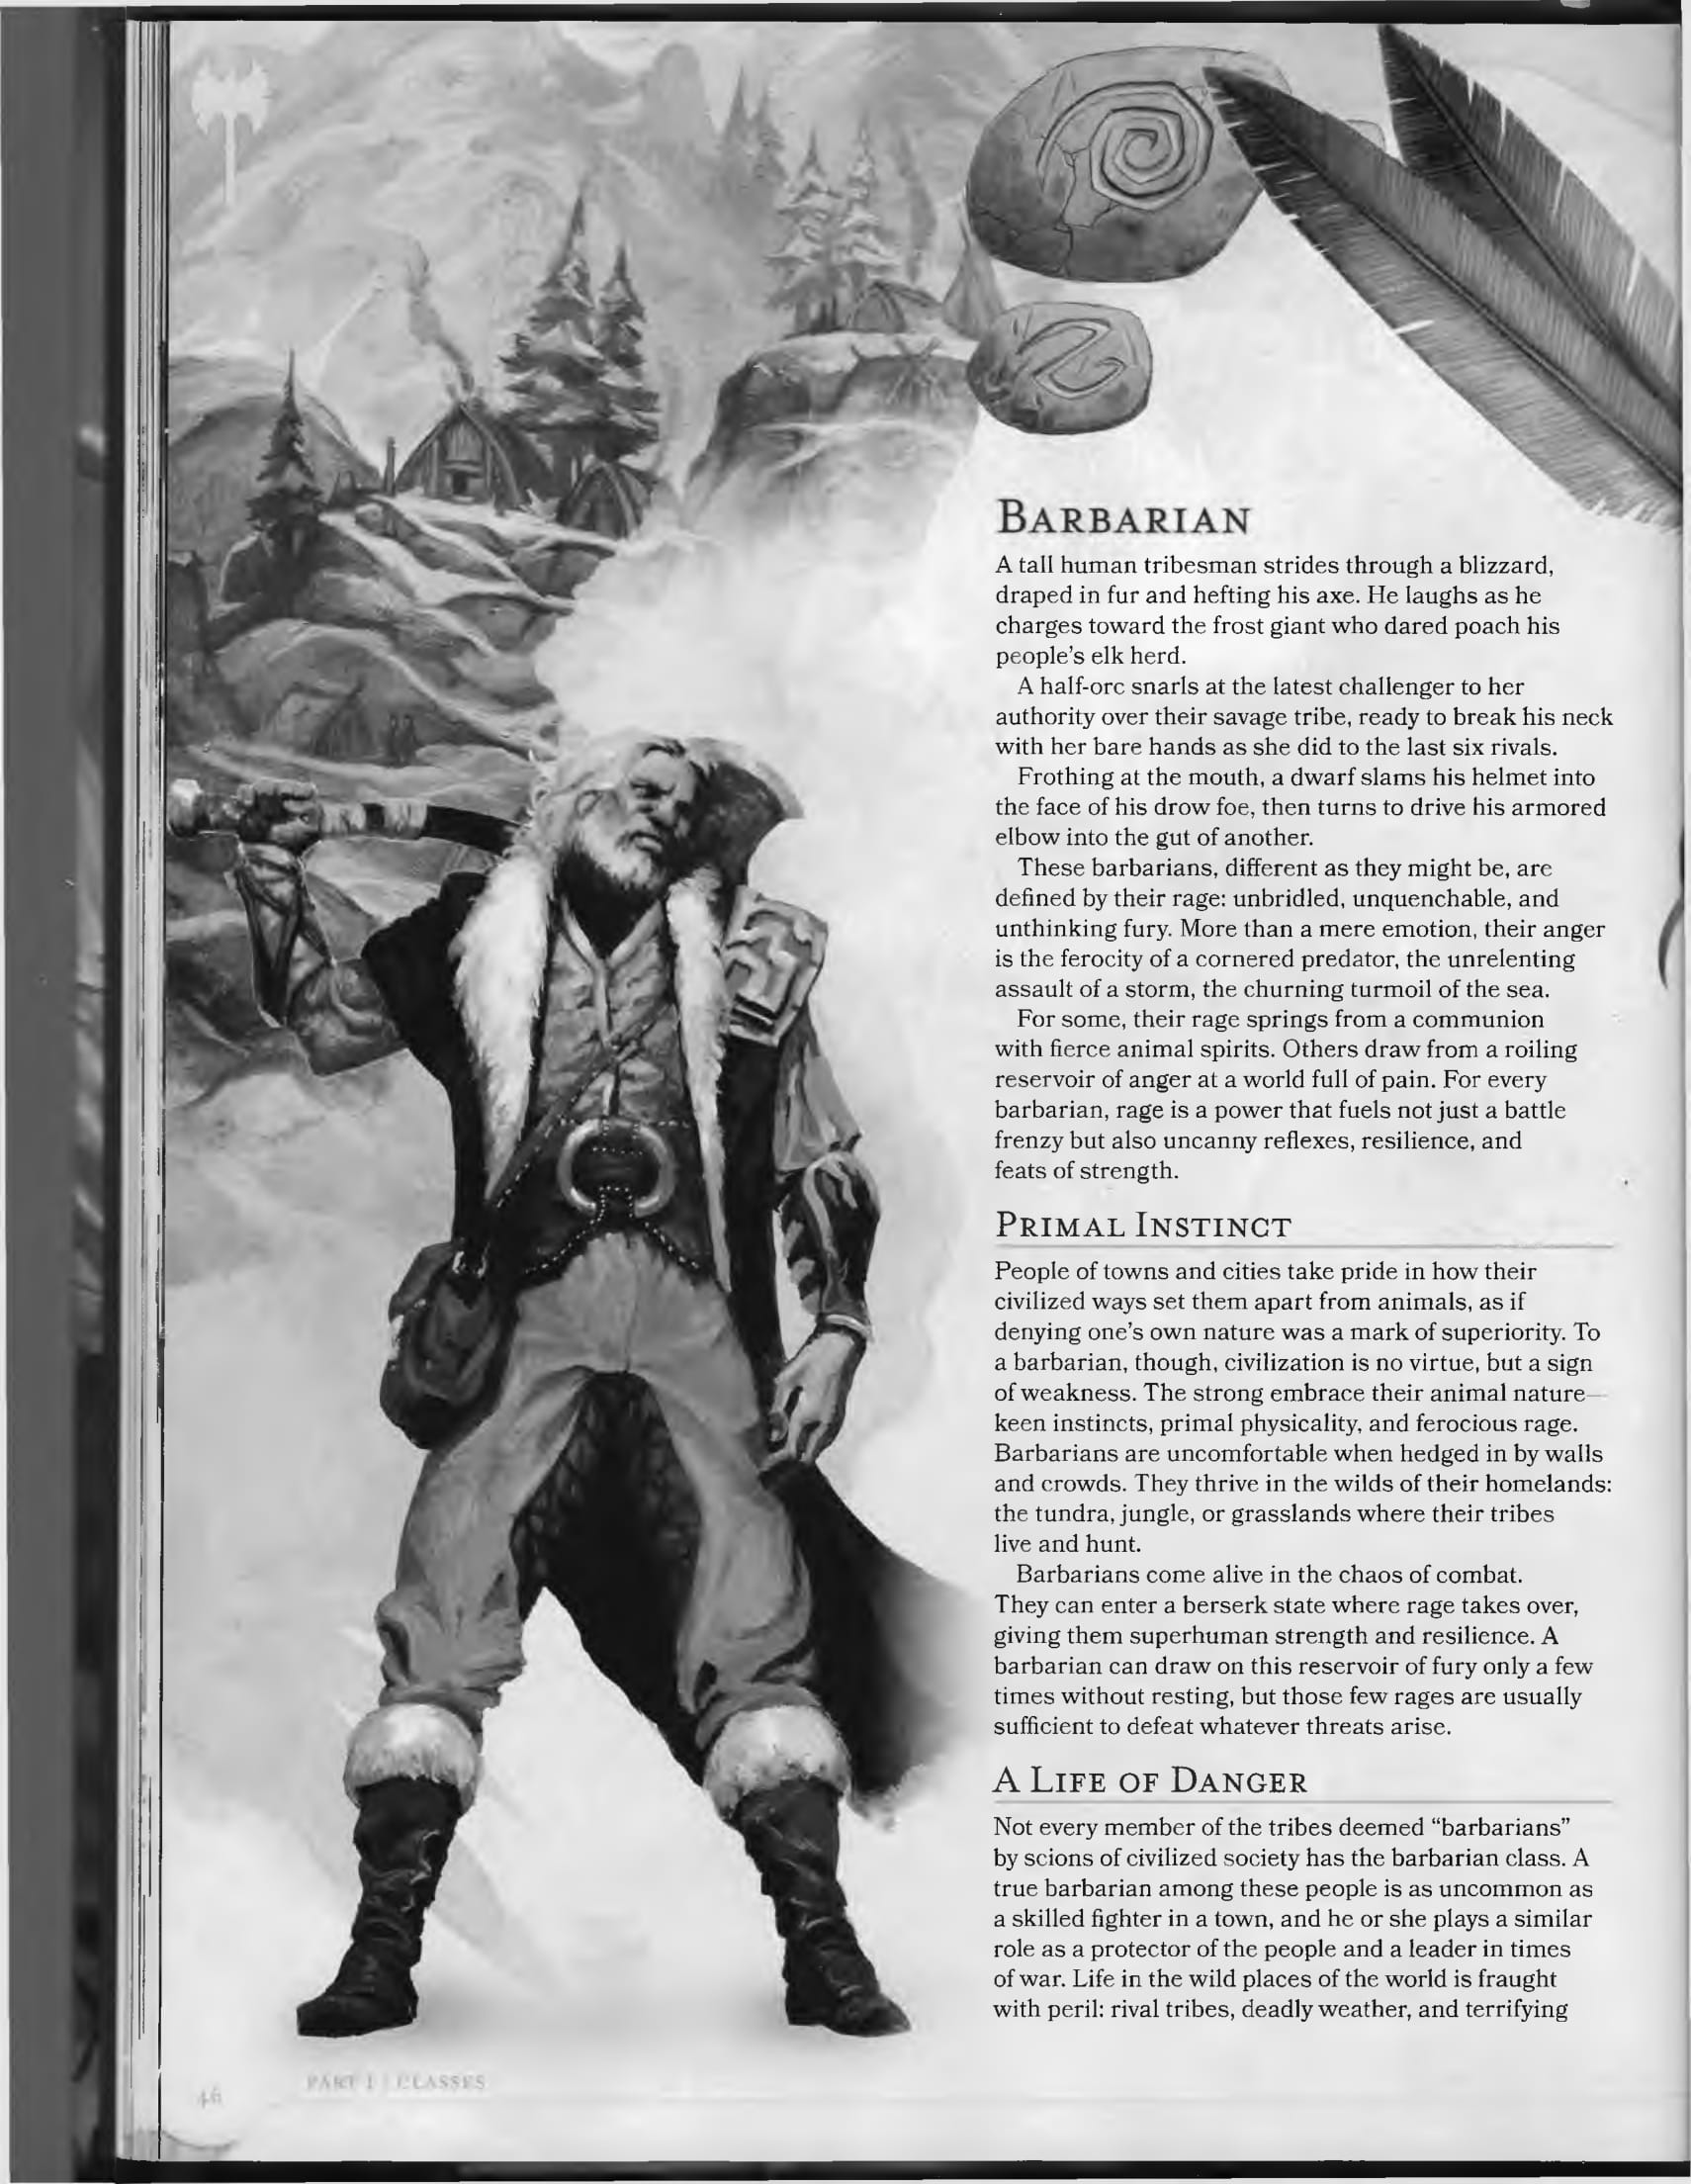 BARBARIAN
A tall human tribesman strides through a blizzard,
draped in fur and hefting his axe. He laughs as he
charges toward the frost giant who dared poach his
people's elk herd.
A half-orc snarls at the latest challenger to her
authority over their savage tribe, ready to break his neck
with her bare hands as she did to the last six rivals.
Frothing at the mouth, a dwarf slams his helmet into
the face of his drow foe, then turns to drive his armored
elbow into the gut of another.
These barbarians, different as they might be, are
defined by their rage: unbridled, unquenchable, and
unthinking fury. More than a mere emotion, their anger
is the ferocity of a cornered predator, the unrelenting
assault of a storm, the churning turmoil of the sea.
For some, their rage springs from a communion
with fierce animal spirits. Others draw from a roiling
reservoir of anger at a world full of pain. For every
barbarian, rage is a power that fuels not just a battle
frenzy but also uncanny reflexes, resilience, and
feats of strength.
PRIMAL INSTINCT
People of towns and cities take pride in how their
civilized ways set them apart from animals, as if
denying one's own nature was a mark of superiority. To
a barbarian, though, civilization is no virtue, but a sign
of weakness. The strong embrace their animal nature—
keen instincts, primal physicality, and ferocious rage.
Barbarians are uncomfortable when hedged in by walls
and crowds. They thrive in the wilds of their homelands:
the tundra, jungle, or grasslands where their tribes
live and hunt.
Barbarians come alive in the chaos of combat.
They can enter a berserk state where rage takes over,
giving them superhuman strength and resilience. A
barbarian can draw on this reservoir of fury only a few
times without resting, but those few rages are usually
sufficient to defeat whatever threats arise.
A LIFE OF DANGER
Not every member of the tribes deemed “barbarians”
by scions of civilized society has the barbarian class. A
true barbarian among these people is as uncommon as
a skilled fighter in a town, and he or she plays a similar
role as a protector of the people and a leader in times
of war. Life in the wild places of the world is fraught
with peril: rival tribes, deadly weather, and terrifying
PART 1 | CLASSES
46